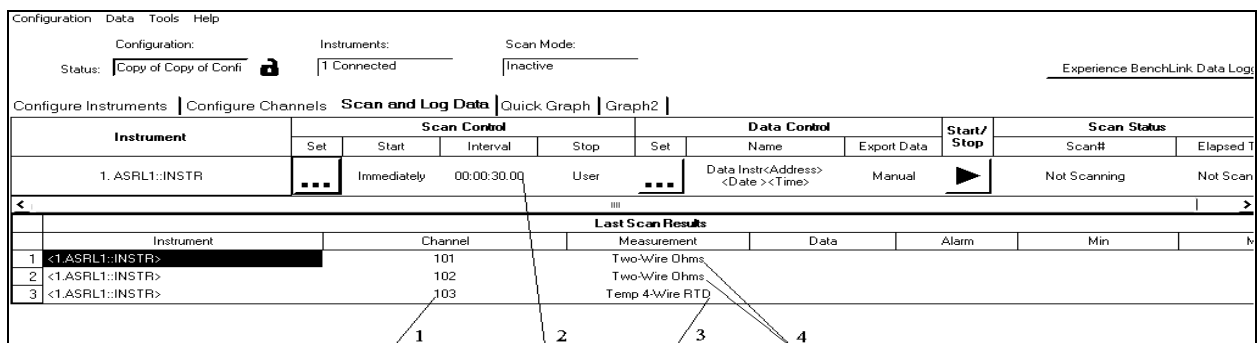 Configuration Data Tools Help
Configuration: Instruments: Scan Mode:
Status: Copy of Copy of Confi 1 Connected Inactive
Experience BenchLink Data Logg
Configure Instruments Configure Channels Scan and Log Data Quick Graph Graph2
Instrument Scan Control Data Control Start/ Stop Scan Status
Set Start Interval Stop Set Name Export Data Scan# Elapsed T
1. ASRL1::INSTR ... Immediately 00:00:30.00 User ... Data Instr<Address> <Date ><Time> Manual Not Scanning Not Scan
Last Scan Results
Instrument Channel Measurement Data Alarm Min
1 <1.ASRL1::INSTR> 101 Two-Wire Ohms
2 <1.ASRL1::INSTR> 102 Two-Wire Ohms
3 <1.ASRL1::INSTR> 103 Temp 4-Wire RTD
1 2 3 4